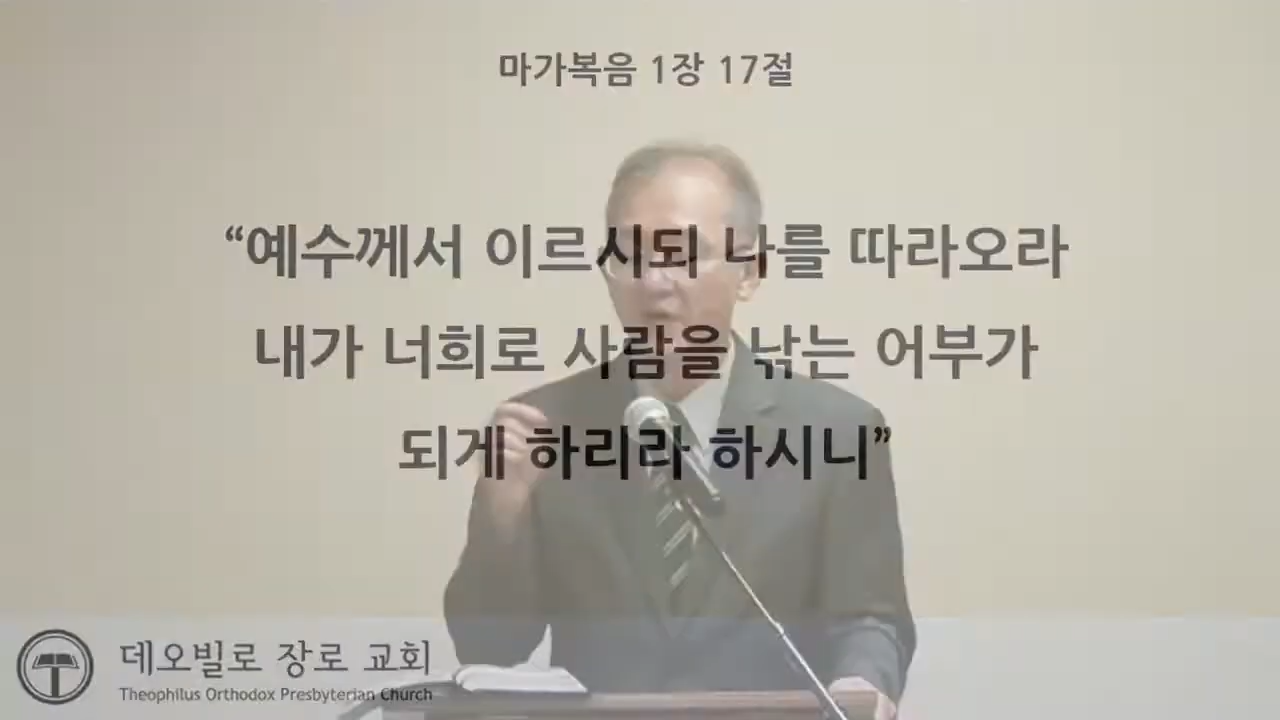 마가복음 1장 17절
“예수께서 이르시되 나를 따라오라
내가 너희로 사람을 낚는 어부가
되게 하리라 하시니”
데오빌로 장로 교회
Theophilus Orthodox Presbyterian Church